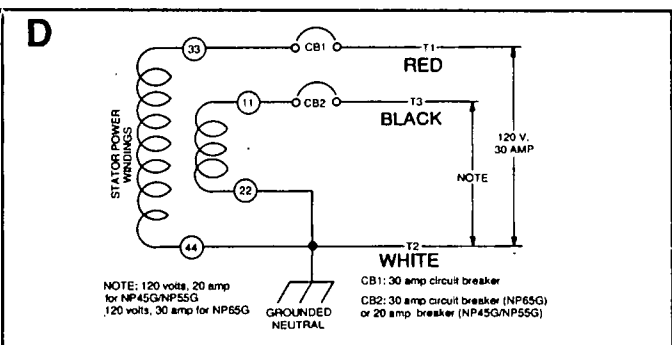 D
33
CB1
T1
RED
11
CB2
T3
BLACK
STATOR POWER
WINDINGS
120 V.
30 AMP
NOTE
22
44
T2
WHITE
NOTE: 120 volts, 20 amp
for NP45G/NP55G
120 volts, 30 amp for NP65G
GROUNDED
NEUTRAL
CB1: 30 amp circuit breaker
CB2: 30 amp circuit breaker (NP65G)
or 20 amp breaker (NP45G/NP55G)